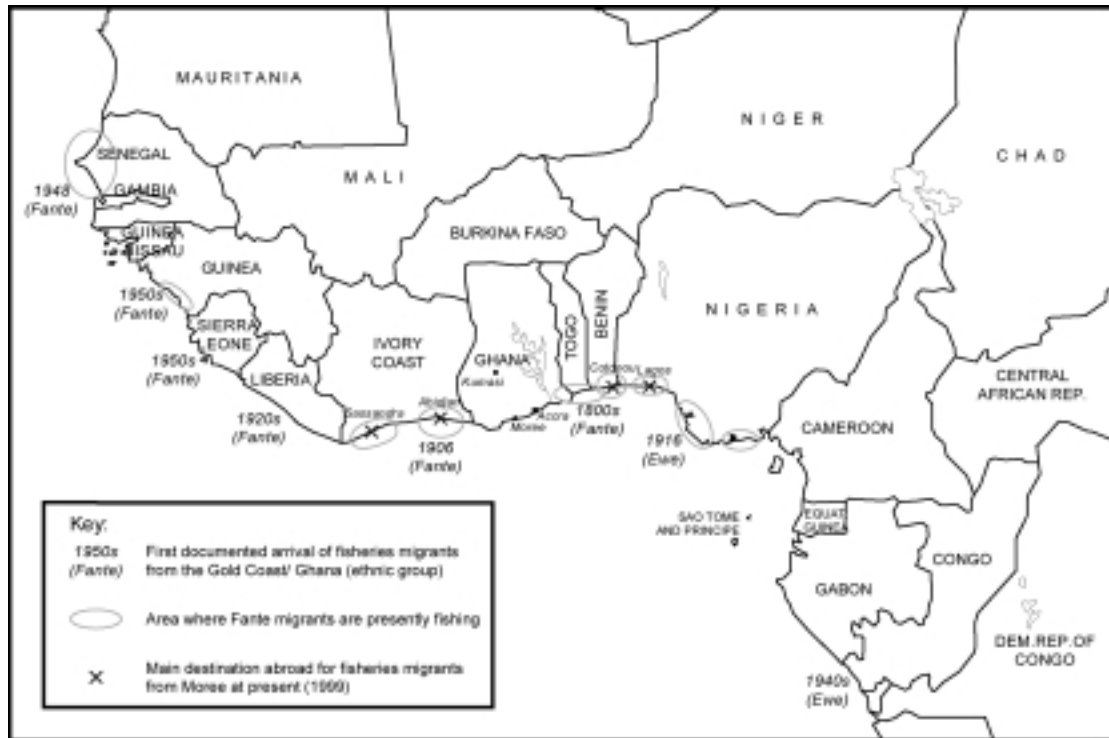 MAURITANIA
NIGER
CHAD
SENEGAL
MALI
1948
(Fante)
GAMBIA
GUINEA
BISSAU
BURKINA FASO
GUINEA
1950s
(Fante)
NIGERIA
SIERRA
LEONE
IVORY
COAST
GHANA
TOGO
BENIN
Kumasi
1950s
(Fante)
LIBERIA
Cotonou
Lagos
CENTRAL
AFRICAN REP.
Sassandra
Abidjan
Accra
Moree
1920s
(Fante)
1906
(Fante)
1800s
(Fante)
1916
(Ewe)
CAMEROON
SAO TOME
AND PRINCIPE
EQUAT.
GUINEA
CONGO
GABON
DEM.REP.OF
CONGO
1940s
(Ewe)
Key:
1950s
(Fante)
First documented arrival of fisheries migrants
from the Gold Coast/ Ghana (ethnic group)
Area where Fante migrants are presently fishing
Main destination abroad for fisheries migrants
from Moree at present (1999)